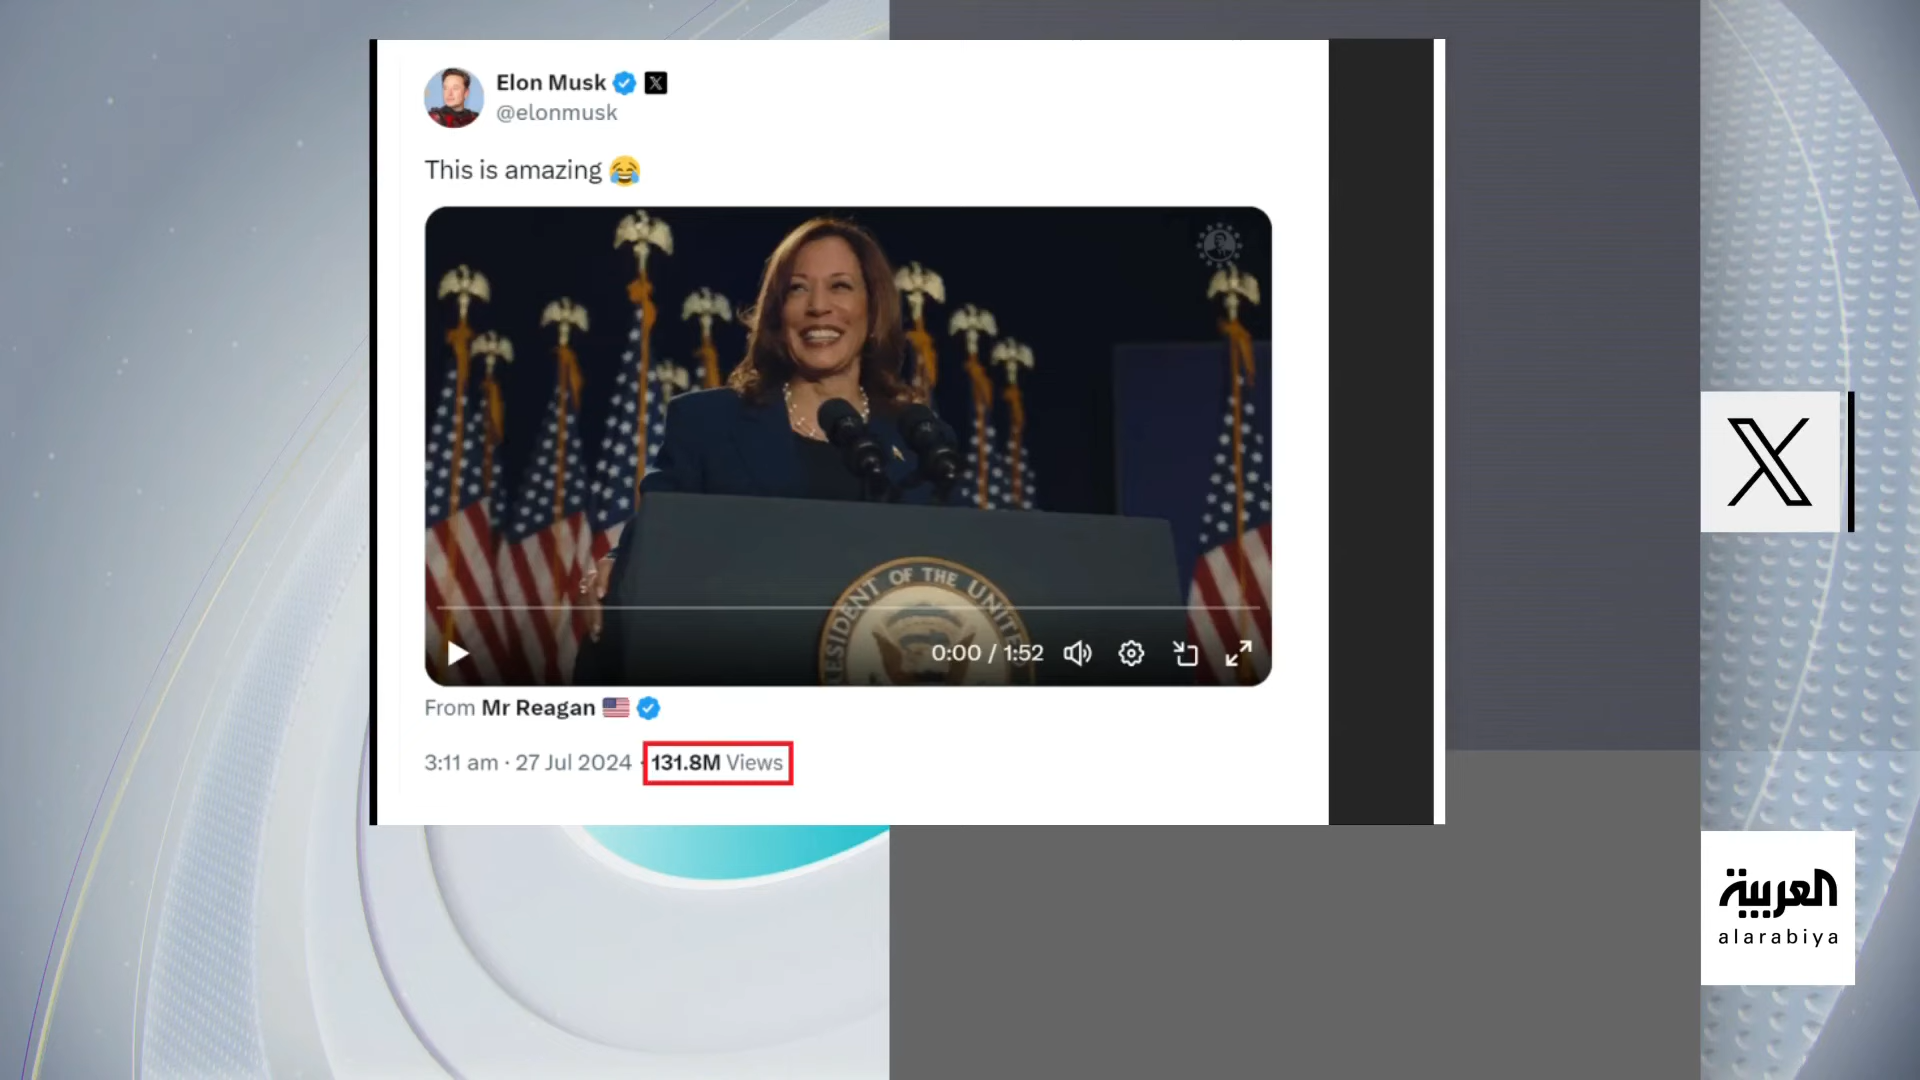 Elon Musk
@elonmusk
This is amazing 😂
ESIDENT OF THE UNITE
0:00 / 1:52
From Mr Reagan 🇺🇸
3:11 am · 27 Jul 2024 · 131.8M Views
العربية
alarabiya